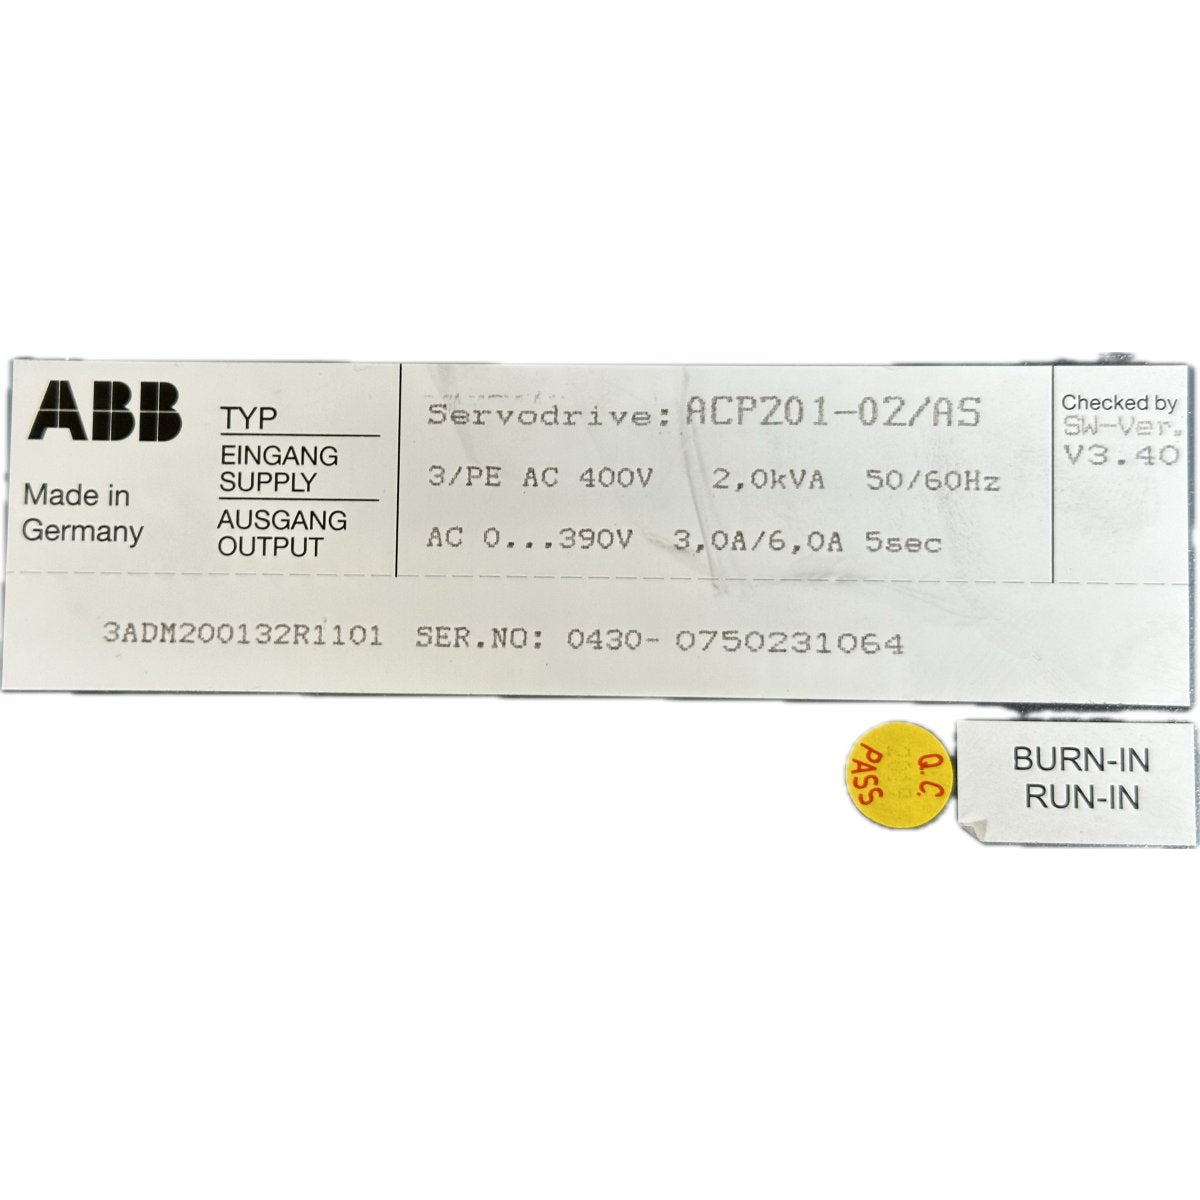 ABB
Made in
Germany
TYP
EINGANG
SUPPLY
AUSGANG
OUTPUT
Servodrive: ACP201-02/AS
3/PE AC 400V 2,0kVA 50/60Hz
AC 0...390V 3,0A/6,0A 5sec
Checked by
SW-Ver.
V3.40
3ADM200132R1101 SER.NO: 0430- 0750231064
Q.C.
PASS
BURN-IN
RUN-IN